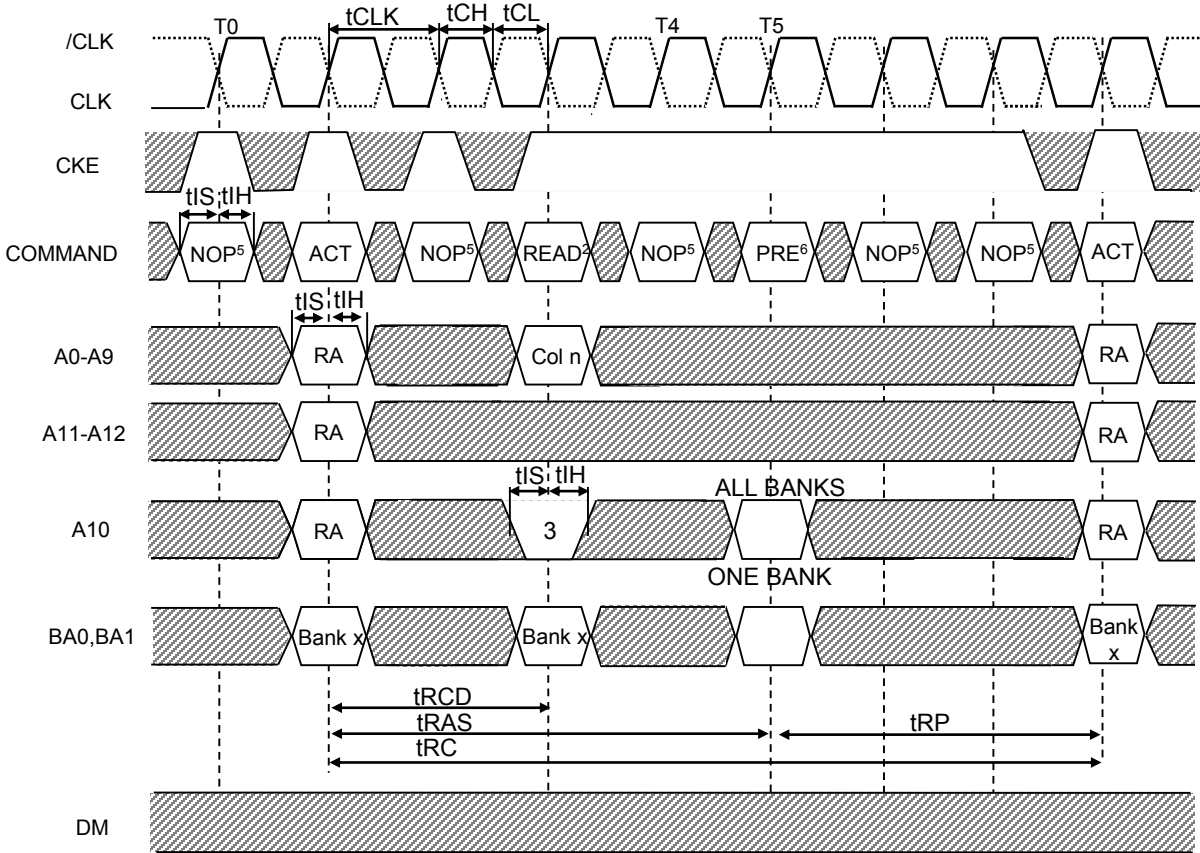 tCLK tCH tCL
T0 T4 T5
/CLK
CLK
CKE
tIS tIH
COMMAND NOP⁵ ACT NOP⁵ READ² NOP⁵ PRE⁶ NOP⁵ NOP⁵ ACT
tIS tIH
A0-A9 RA Col n RA
A11-A12 RA RA
tIS tIH ALL BANKS
A10 RA 3 RA
ONE BANK
BA0,BA1 Bank x Bank x Bank
x
tRCD
tRAS tRP
tRC
DM